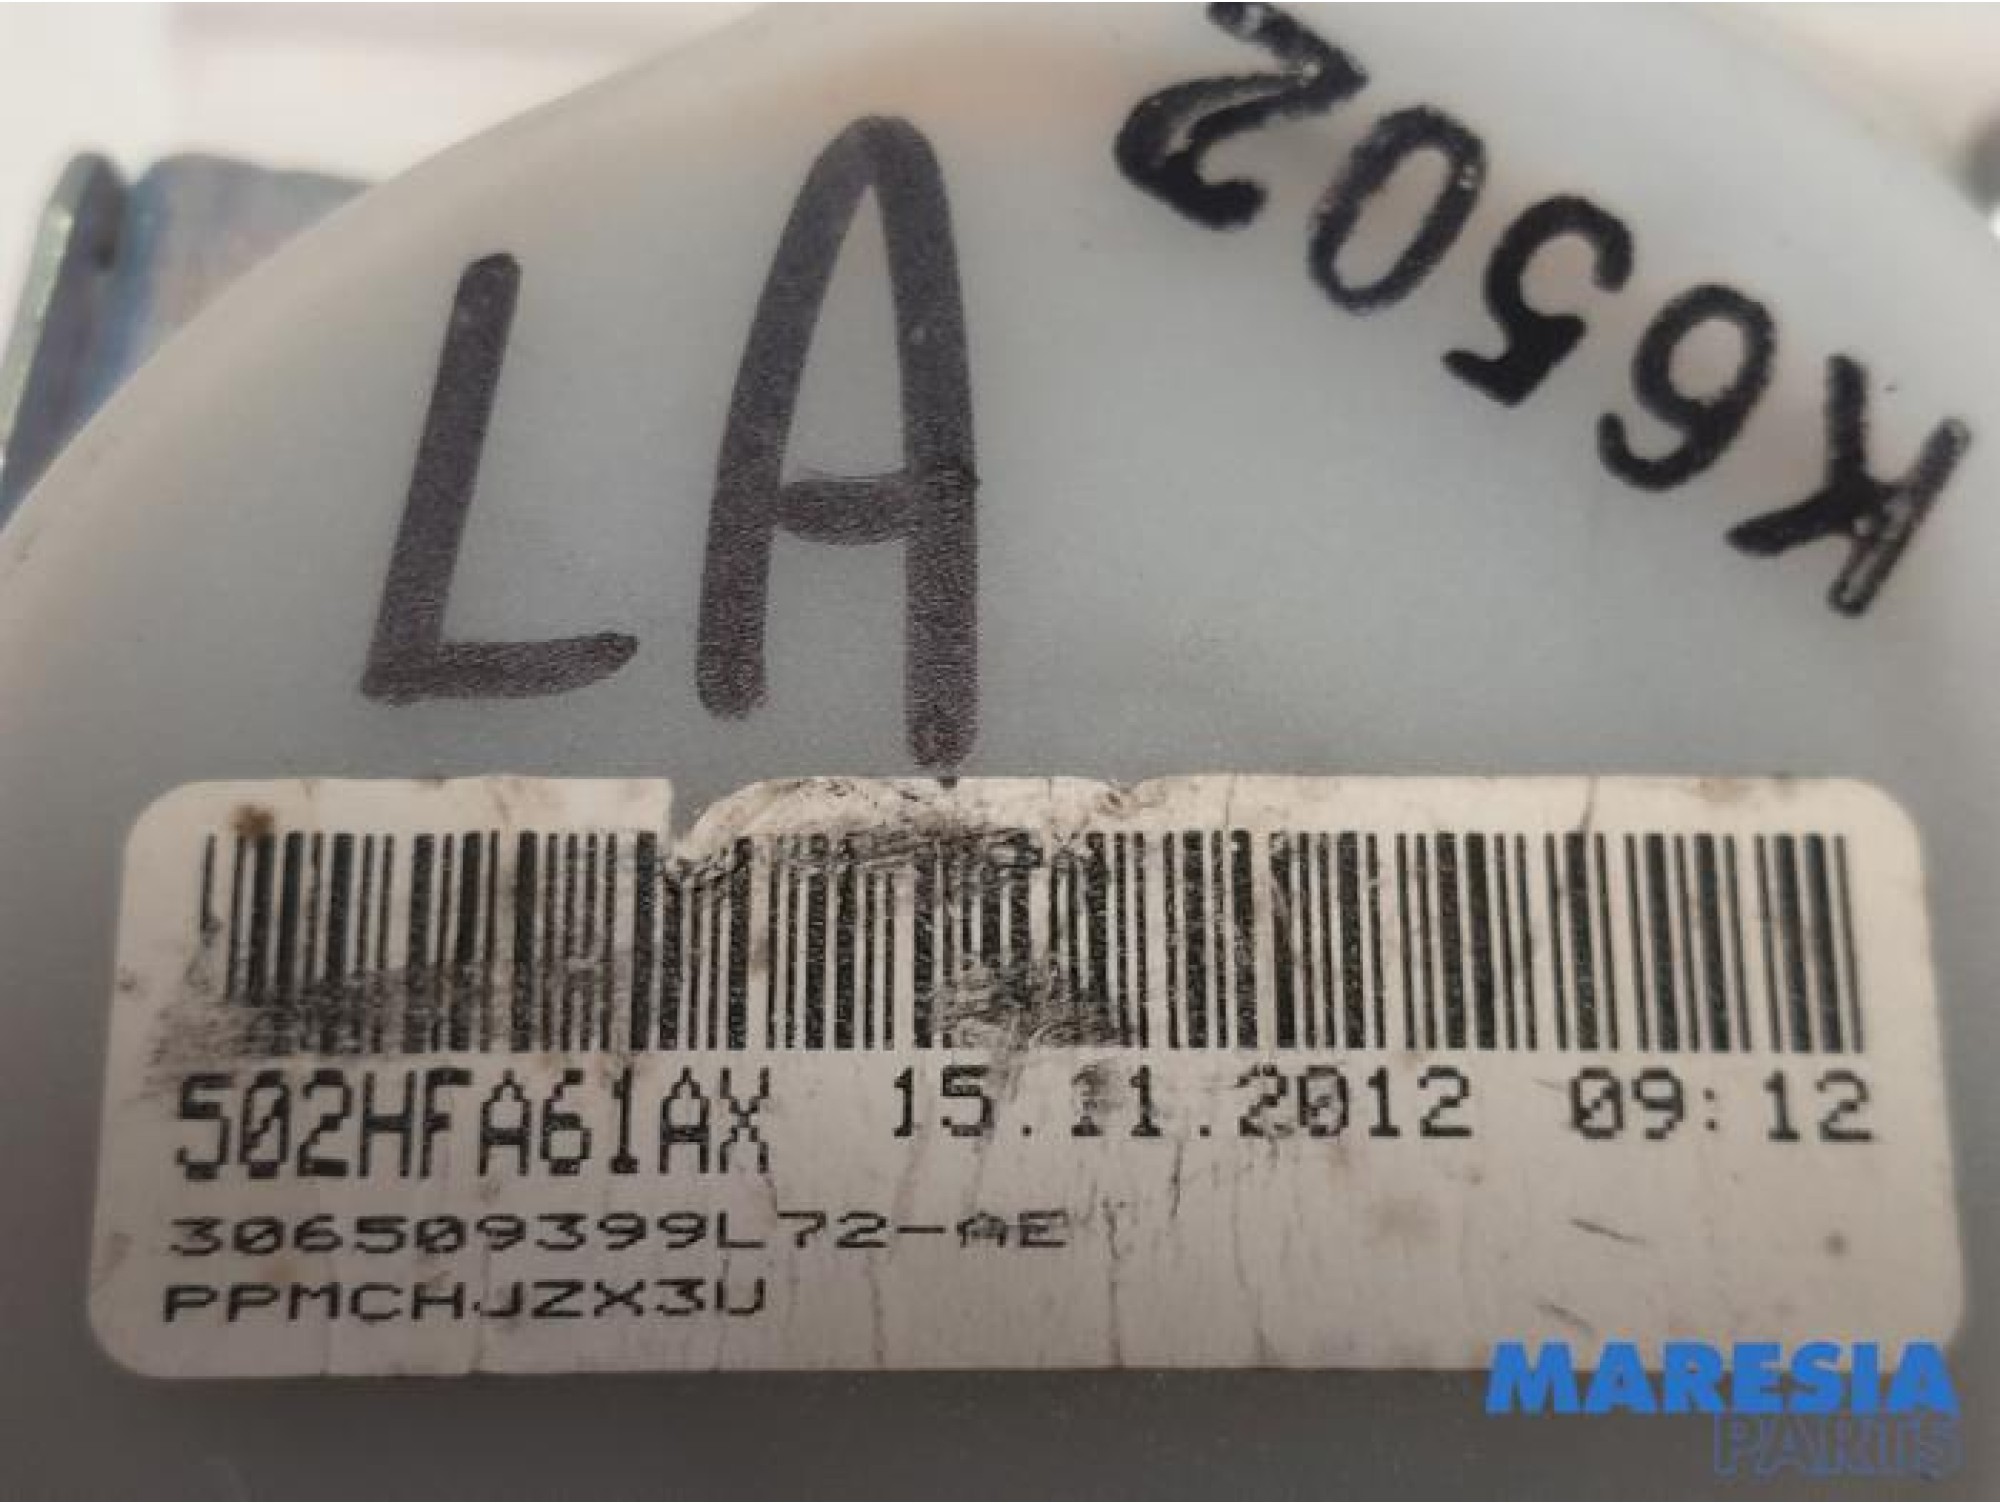 LA
K6502
502HFA61AX 15.11.2012 09:12
306509399L72-AE
PPMCHJZX3U
MARESIA
PARTS